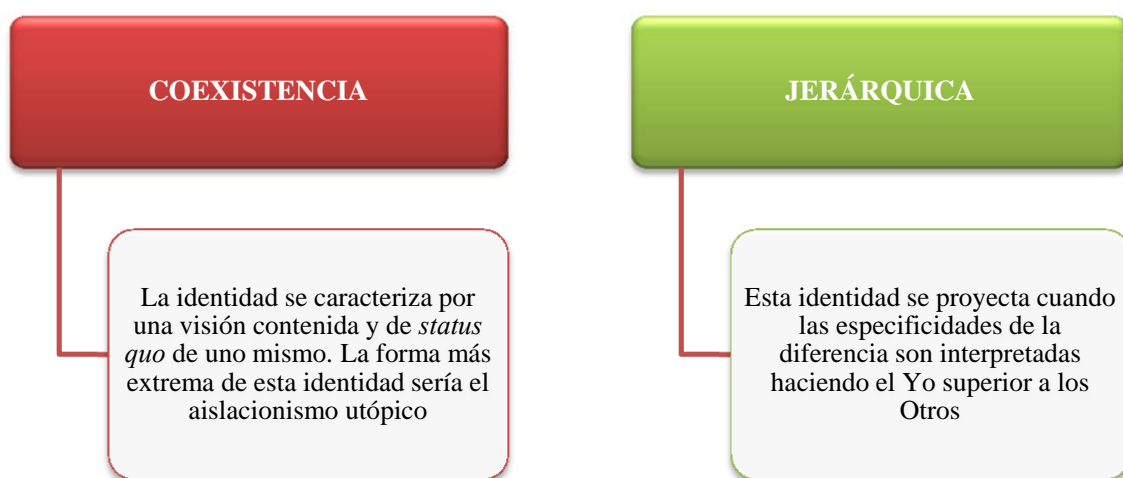 COEXISTENCIA
La identidad se caracteriza por
una visión contenida y de status
quo de uno mismo. La forma más
extrema de esta identidad sería el
aislacionismo utópico
JERÁRQUICA
Esta identidad se proyecta cuando
las especificidades de la
diferencia son interpretadas
haciendo el Yo superior a los
Otros